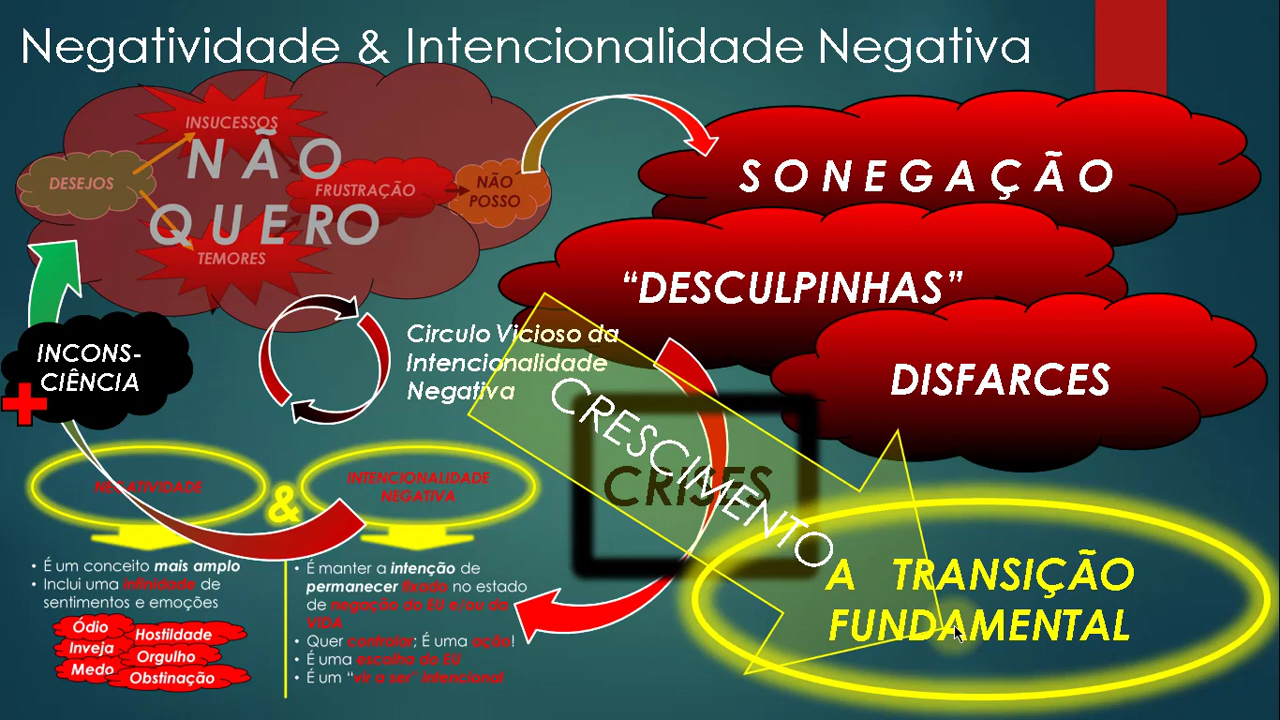 Negatividade & Intencionalidade Negativa
INSUCESSOS
NÃO
QUERO
DESEJOS
FRUSTRAÇÃO
NÃO
POSSO
TEMORES
SONEGAÇÃO
“DESCULPINHAS”
DISFARCES
INCONS-
CIÊNCIA
Circulo Vicioso da
Intencionalidade
Negativa
CRESCIMENTO
CRISES
NEGATIVIDADE
&
INTENCIONALIDADE
NEGATIVA
• É um conceito mais amplo
• Inclui uma infinidade de
sentimentos e emoções
Ódio
Hostildade
Inveja
Orgulho
Medo
Obstinação
• É manter a intenção de
permanecer fixado no estado
de negação do EU e/ou da
VIDA
• Quer controlar; É uma ação!
• É uma escolha do EU
• É um “vir a ser” intencional
A TRANSIÇÃO
FUNDAMENTAL